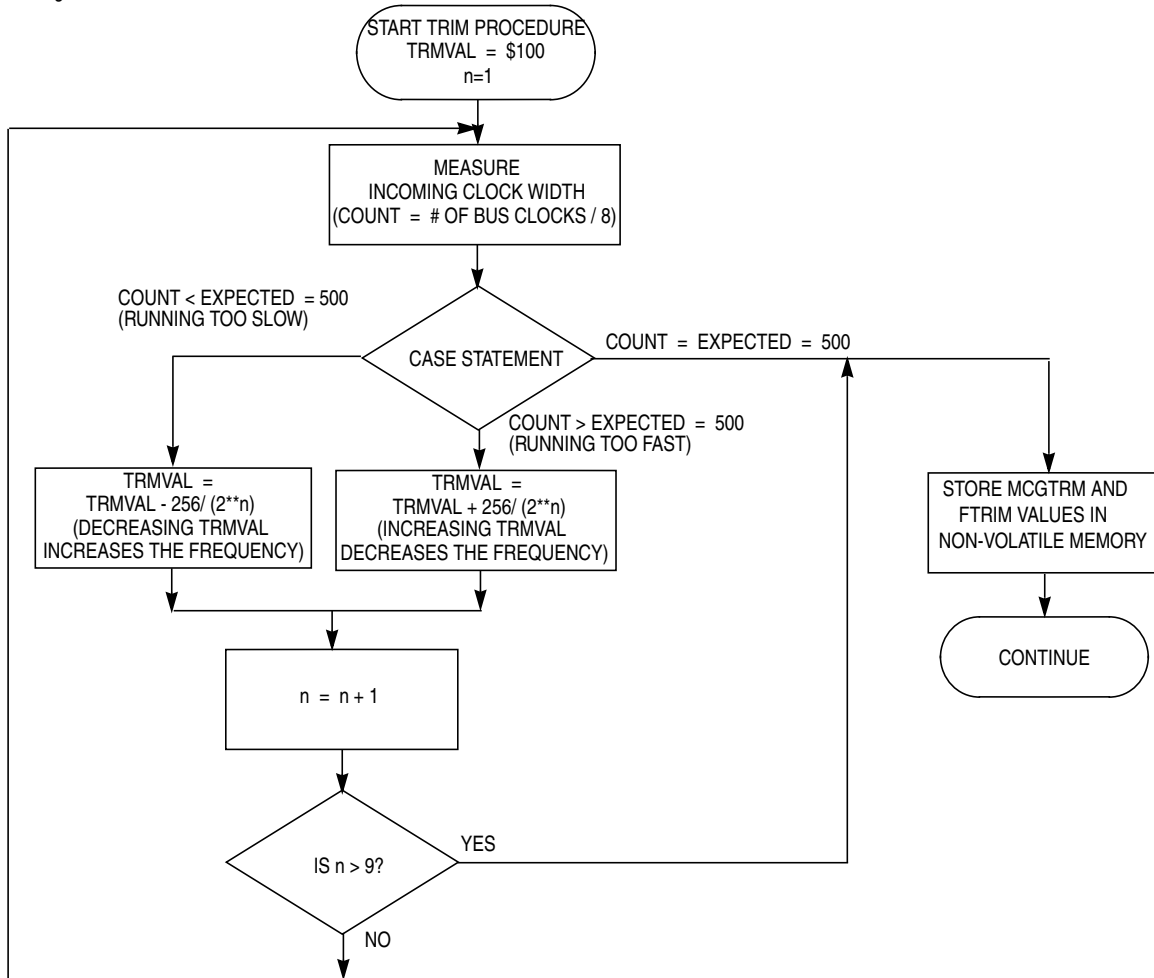 START TRIM PROCEDURE
TRMVAL = $100
n=1
MEASURE
INCOMING CLOCK WIDTH
(COUNT = # OF BUS CLOCKS / 8)
COUNT < EXPECTED = 500
(RUNNING TOO SLOW)
CASE STATEMENT
COUNT = EXPECTED = 500
COUNT > EXPECTED = 500
(RUNNING TOO FAST)
TRMVAL =
TRMVAL - 256/ (2**n)
(DECREASING TRMVAL
INCREASES THE FREQUENCY)
TRMVAL =
TRMVAL + 256/ (2**n)
(INCREASING TRMVAL
DECREASES THE FREQUENCY)
STORE MCGTRM AND
FTRIM VALUES IN
NON-VOLATILE MEMORY
CONTINUE
n = n + 1
IS n > 9?
YES
NO